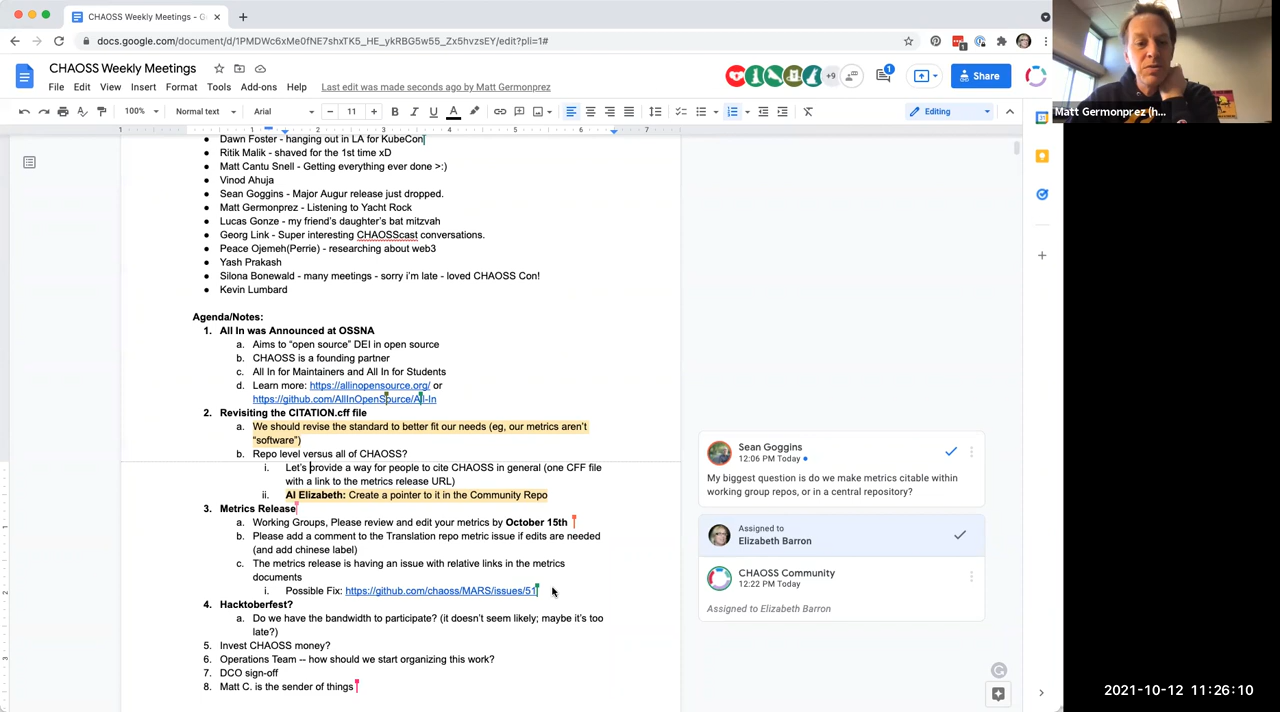 CHAOSS Weekly Meetings - G
docs.google.com/document/d/1PMDWc6xMe0fNE7shxTK5_HE_ykRBG5w55_Zx5hvzsEY/edit?pli=1#
CHAOSS Weekly Meetings
File Edit View Insert Format Tools Add-ons Help Last edit was made seconds ago by Matt Germonprez
+9
1
Share
100% Normal text Arial 11 Editing
1 1 2 3 4 5 6 7
Matt Germonprez (h...
Dawn Foster - hanging out in LA for KubeCon
● Ritik Malik - shaved for the 1st time xD
● Matt Cantu Snell - Getting everything ever done >:)
● Vinod Ahuja
● Sean Goggins - Major Augur release just dropped.
● Matt Germonprez - Listening to Yacht Rock
● Lucas Gonze - my friend's daughter's bat mitzvah
● Georg Link - Super interesting CHAOSScast conversations.
● Peace Ojemeh(Perrie) - researching about web3
● Yash Prakash
● Silona Bonewald - many meetings - sorry i'm late - loved CHAOSS Con!
● Kevin Lumbard
Agenda/Notes:
1. All In was Announced at OSSNA
a. Aims to "open source" DEI in open source
b. CHAOSS is a founding partner
c. All In for Maintainers and All In for Students
d. Learn more: https://allinopensource.org/ or
https://github.com/AllInOpenSource/All-In
2. Revisiting the CITATION.cff file
a. We should revise the standard to better fit our needs (eg, our metrics aren't
"software")
b. Repo level versus all of CHAOSS?
i. Let's provide a way for people to cite CHAOSS in general (one CFF file
with a link to the metrics release URL)
ii. AI Elizabeth: Create a pointer to it in the Community Repo
3. Metrics Release
a. Working Groups, Please review and edit your metrics by October 15th
b. Please add a comment to the Translation repo metric issue if edits are needed
(and add chinese label)
c. The metrics release is having an issue with relative links in the metrics
documents
i. Possible Fix: https://github.com/chaoss/MARS/issues/51
4. Hacktoberfest?
a. Do we have the bandwidth to participate? (it doesn't seem likely; maybe it's too
late?)
5. Invest CHAOSS money?
6. Operations Team -- how should we start organizing this work?
7. DCO sign-off
8. Matt C. is the sender of things
Sean Goggins
12:06 PM Today
My biggest question is do we make metrics citable within
working group repos, or in a central repository?
Assigned to
Elizabeth Barron
CHAOSS Community
12:22 PM Today
Assigned to Elizabeth Barron
2021-10-12 11:26:10